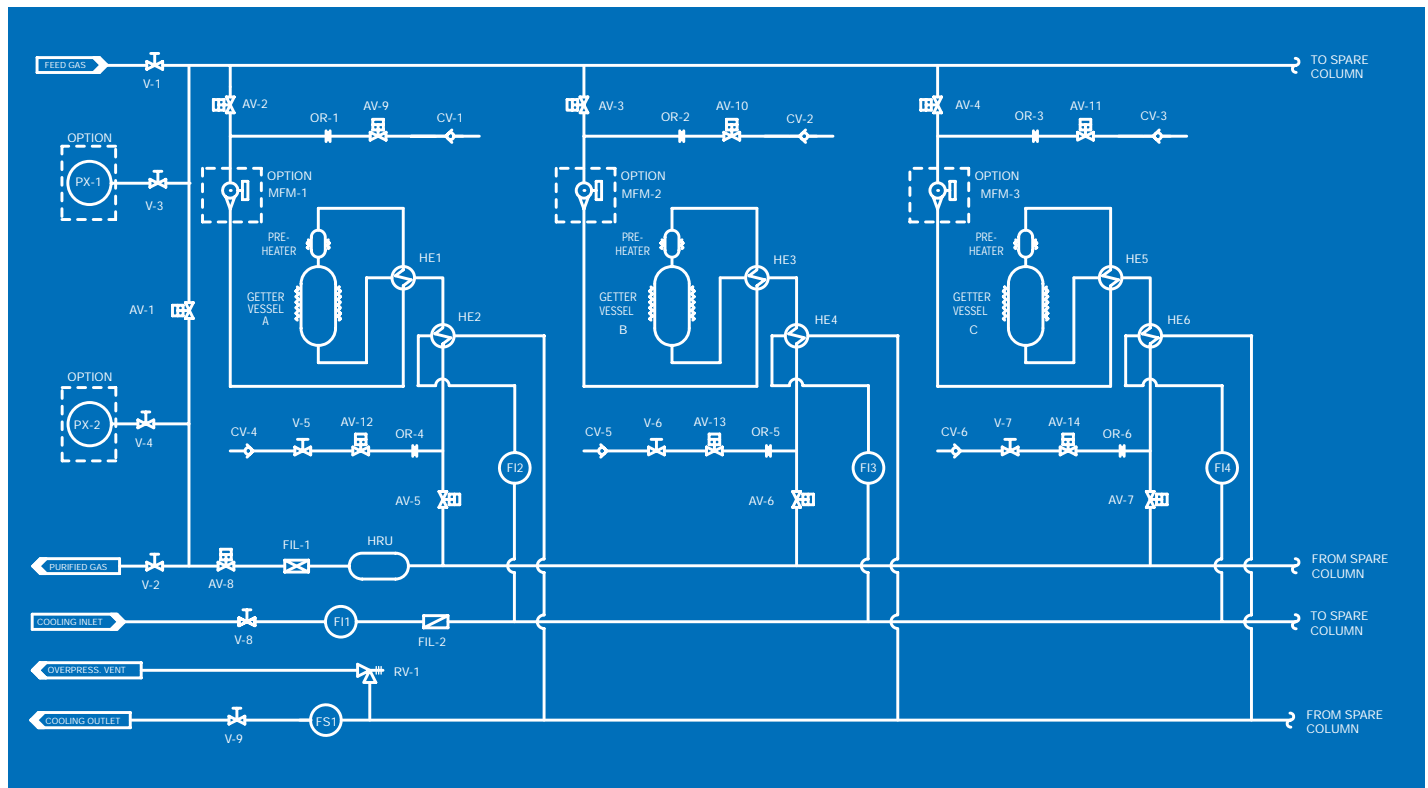 FEED GAS
V-1
TO SPARE
COLUMN
AV-2
OR-1
AV-9
CV-1
AV-3
OR-2
AV-10
CV-2
AV-4
OR-3
AV-11
CV-3
OPTION
PX-1
V-3
OPTION
MFM-1
OPTION
MFM-2
OPTION
MFM-3
PRE-
HEATER
HE1
PRE-
HEATER
HE3
PRE-
HEATER
HE5
AV-1
GETTER
VESSEL
A
HE2
GETTER
VESSEL
B
HE4
GETTER
VESSEL
C
HE6
OPTION
PX-2
V-4
CV-4
V-5
AV-12
OR-4
FI2
CV-5
V-6
AV-13
OR-5
FI3
CV-6
V-7
AV-14
OR-6
FI4
AV-5
AV-6
AV-7
PURIFIED GAS
V-2
AV-8
FIL-1
HRU
FROM SPARE
COLUMN
COOLING INLET
V-8
FI1
FIL-2
TO SPARE
COLUMN
OVERPRESS. VENT
RV-1
COOLING OUTLET
V-9
FS1
FROM SPARE
COLUMN